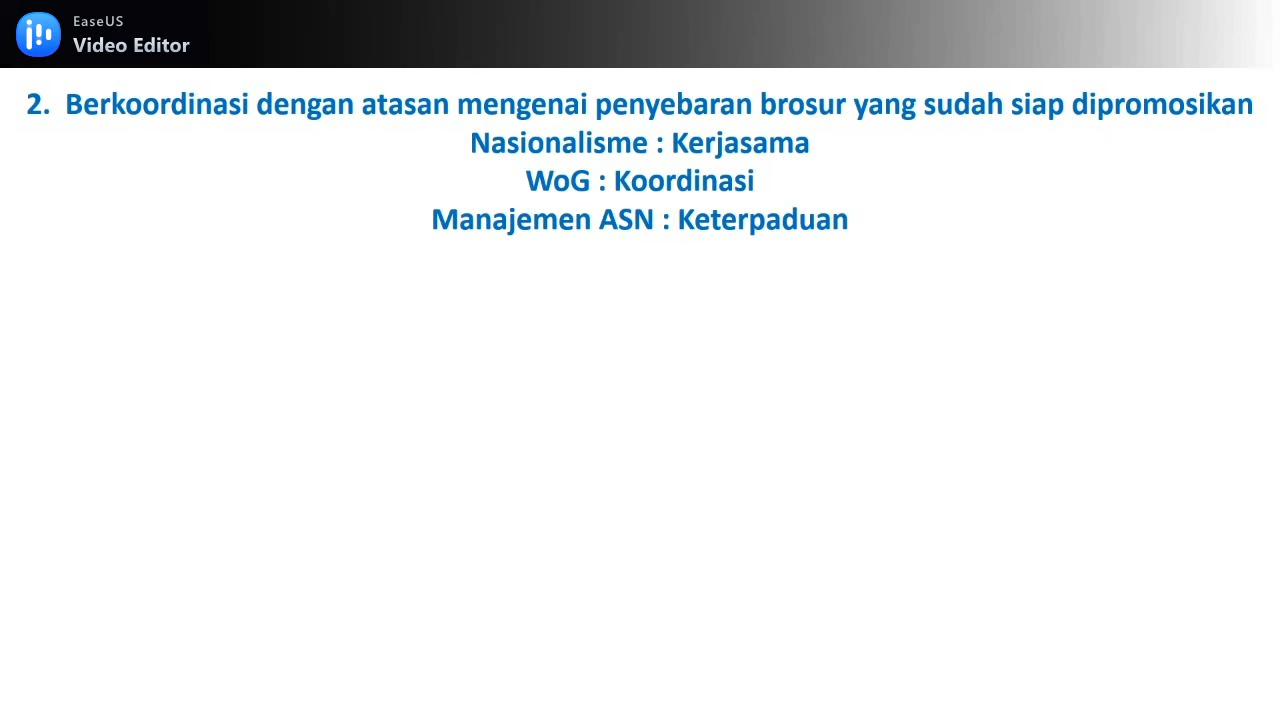 EaseUS
Video Editor
2. Berkoordinasi dengan atasan mengenai penyebaran brosur yang sudah siap dipromosikan
Nasionalisme : Kerjasama
WoG : Koordinasi
Manajemen ASN : Keterpaduan